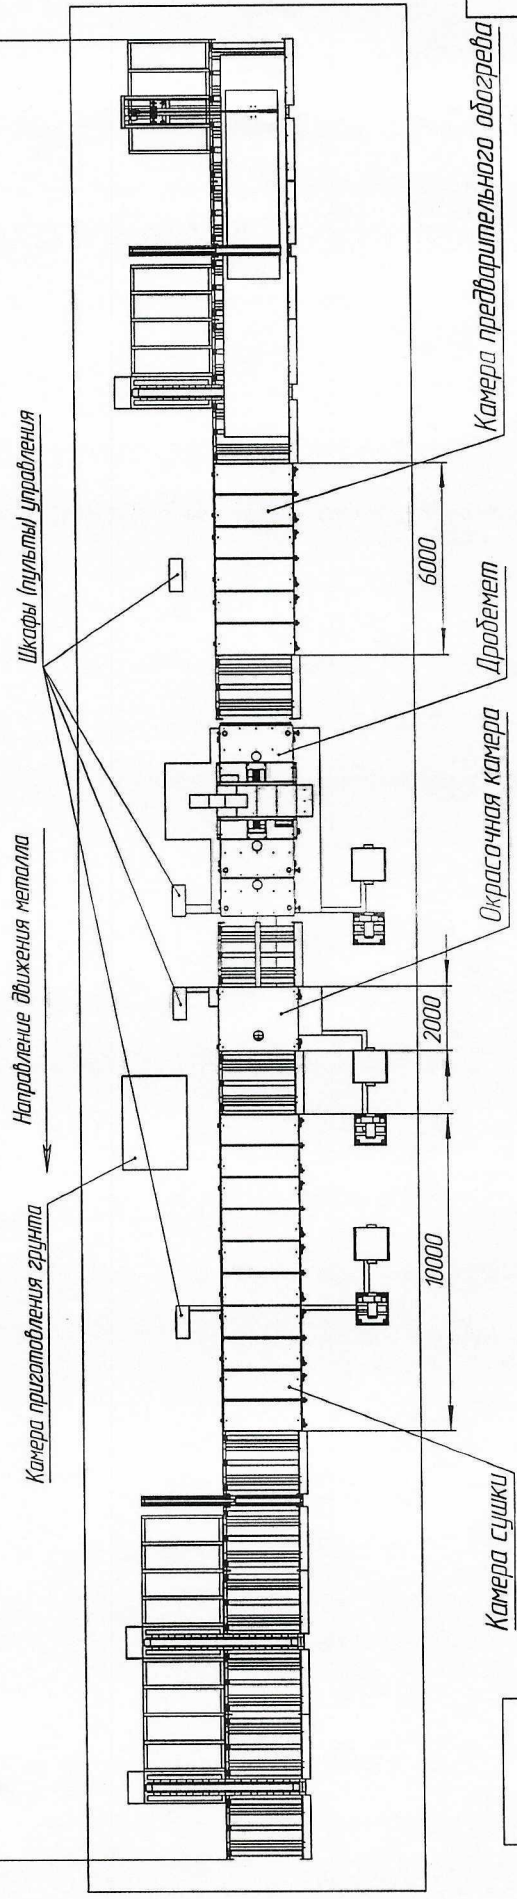 Камера приготовления грунта
Направление движения металла
Шкафы (пульты) управления
10000
2000
6000
Камера сушки
Окрасочная камера
Дробемет
Камера предварительного обогрева